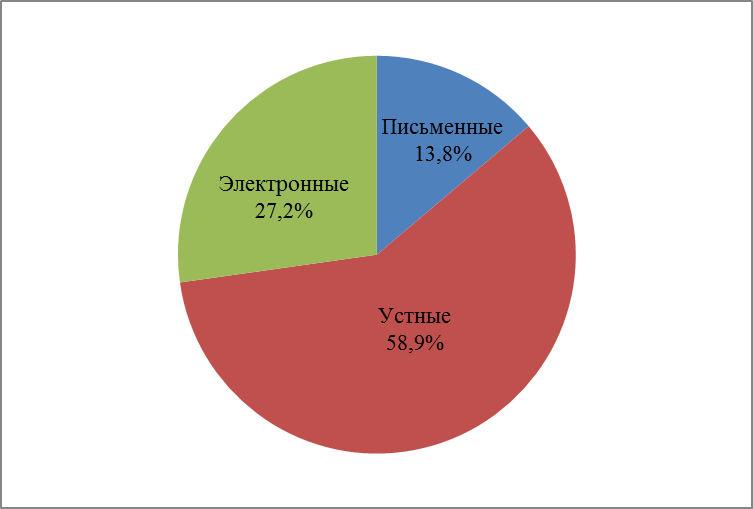 Письменные
13,8%
Электронные
27,2%
Устные
58,9%